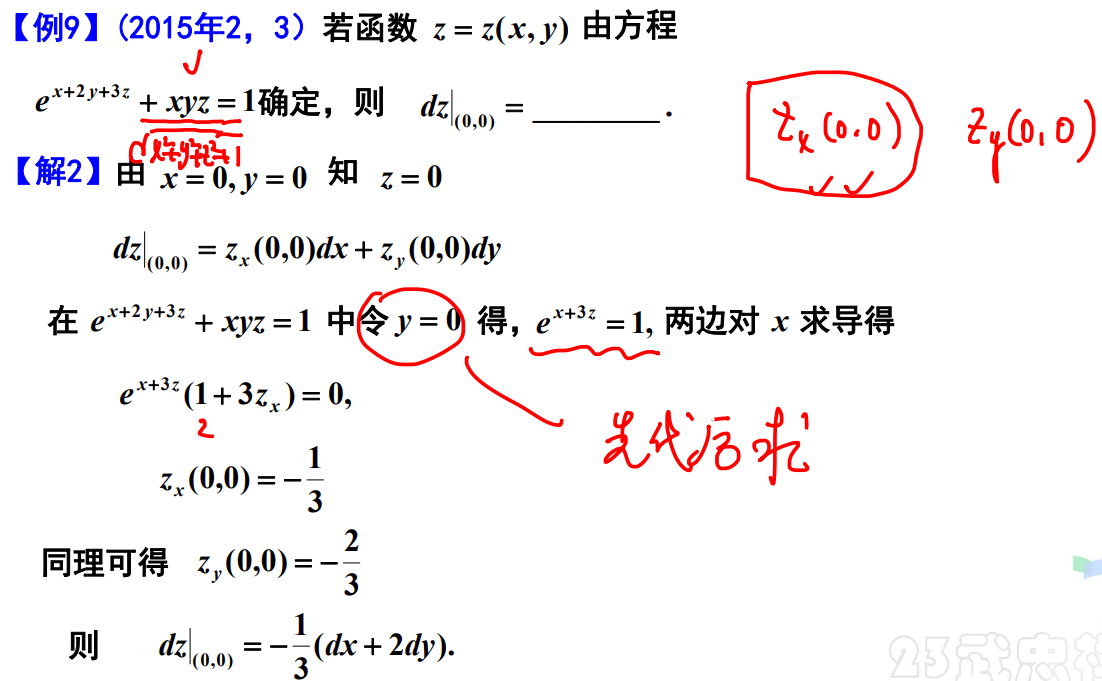 【例9】(2015年2，3) 若函数 z = z(x, y) 由方程
e^{x+2y+3z} + xyz = 1确定，则 dz|_{(0,0)} = ________ .
z_x(0,0) z_y(0,0)
【解2】由 x = 0, y = 0 知 z = 0
dz|_{(0,0)} = z_x(0,0)dx + z_y(0,0)dy
在 e^{x+2y+3z} + xyz = 1 中令 y = 0 得，e^{x+3z} = 1, 两边对 x 求导得
e^{x+3z}(1 + 3z_x) = 0,
2
先代后求
z_x(0,0) = -\frac{1}{3}
同理可得 z_y(0,0) = -\frac{2}{3}
则 dz|_{(0,0)} = -\frac{1}{3}(dx + 2dy).
23武忠祥